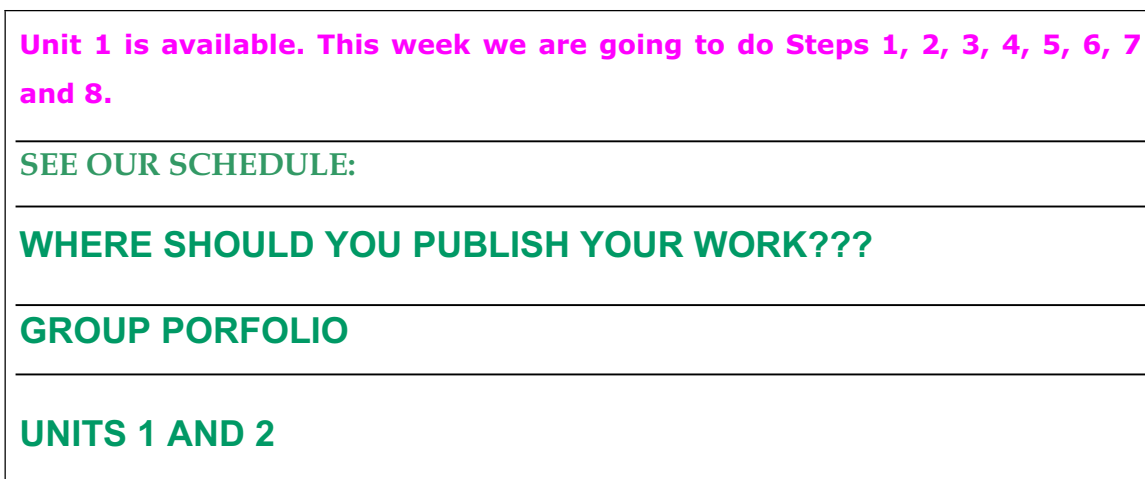 Unit 1 is available. This week we are going to do Steps 1, 2, 3, 4, 5, 6, 7
and 8.
SEE OUR SCHEDULE:
WHERE SHOULD YOU PUBLISH YOUR WORK???
GROUP PORFOLIO
UNITS 1 AND 2